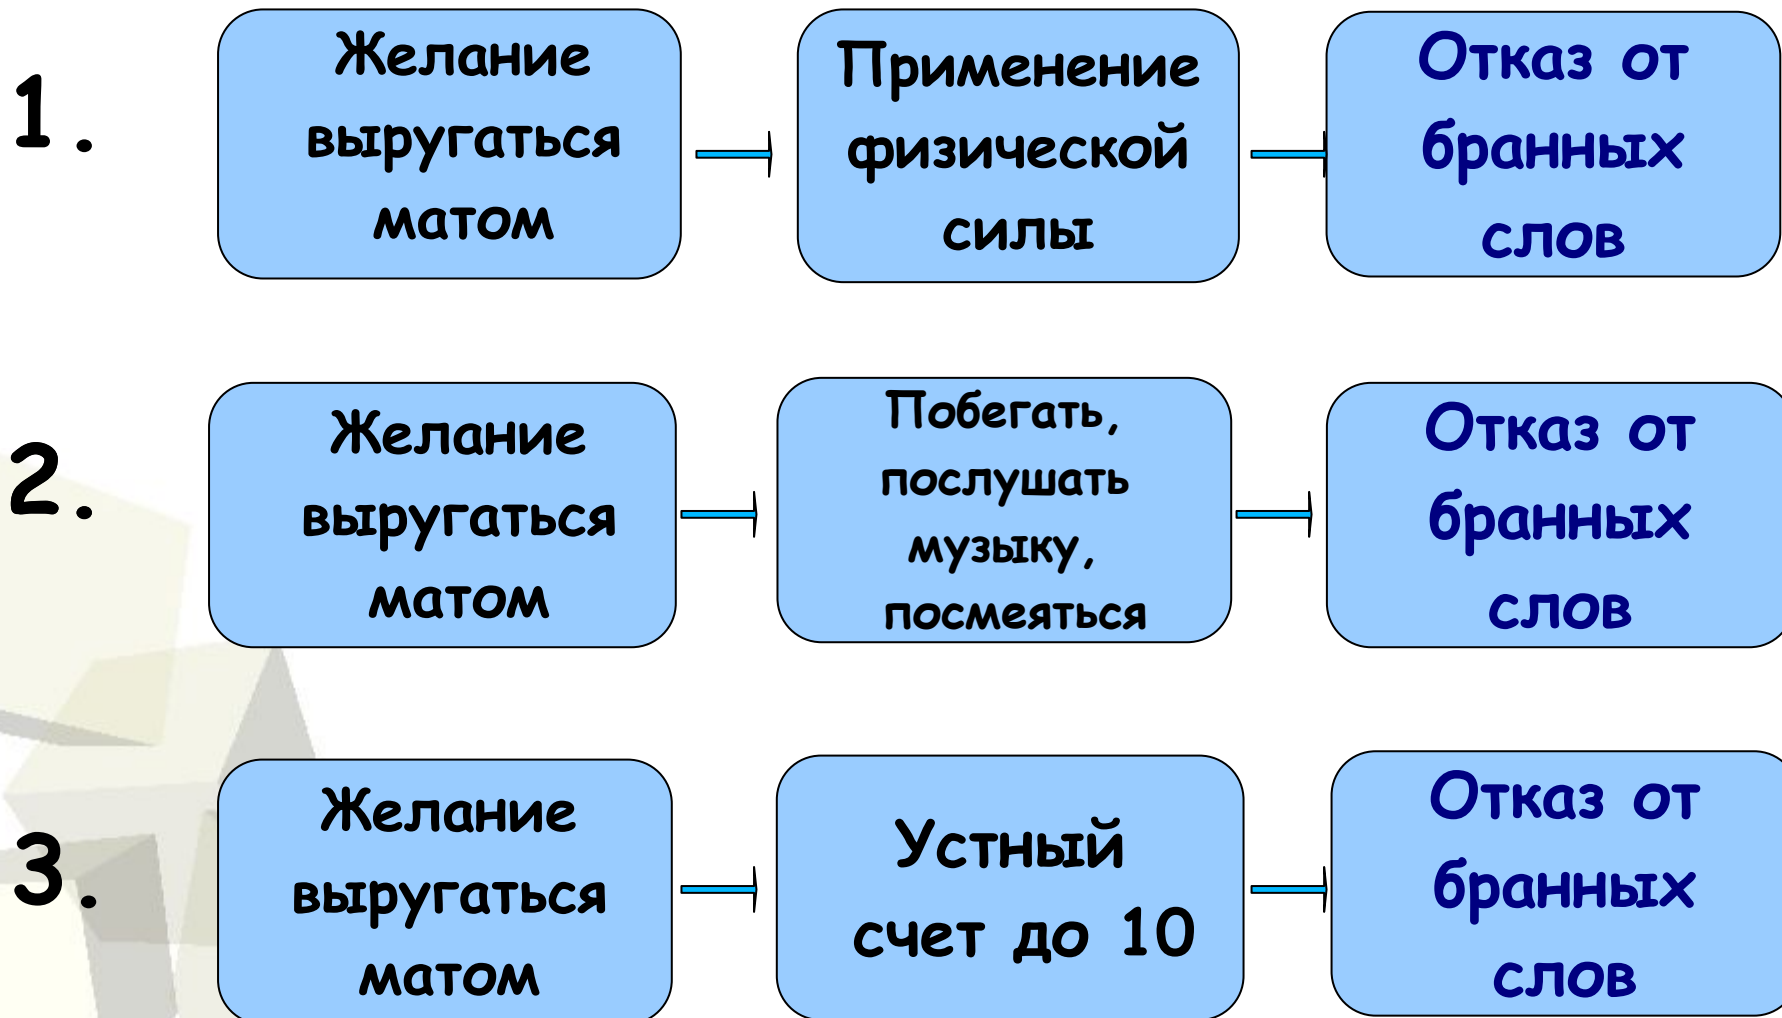 1.
Желание
выругаться
матом
Применение
физической
силы
Отказ от
бранных
слов
2.
Желание
выругаться
матом
Побегать,
послушать
музыку,
посмеяться
Отказ от
бранных
слов
3.
Желание
выругаться
матом
Устный
счет до 10
Отказ от
бранных
слов